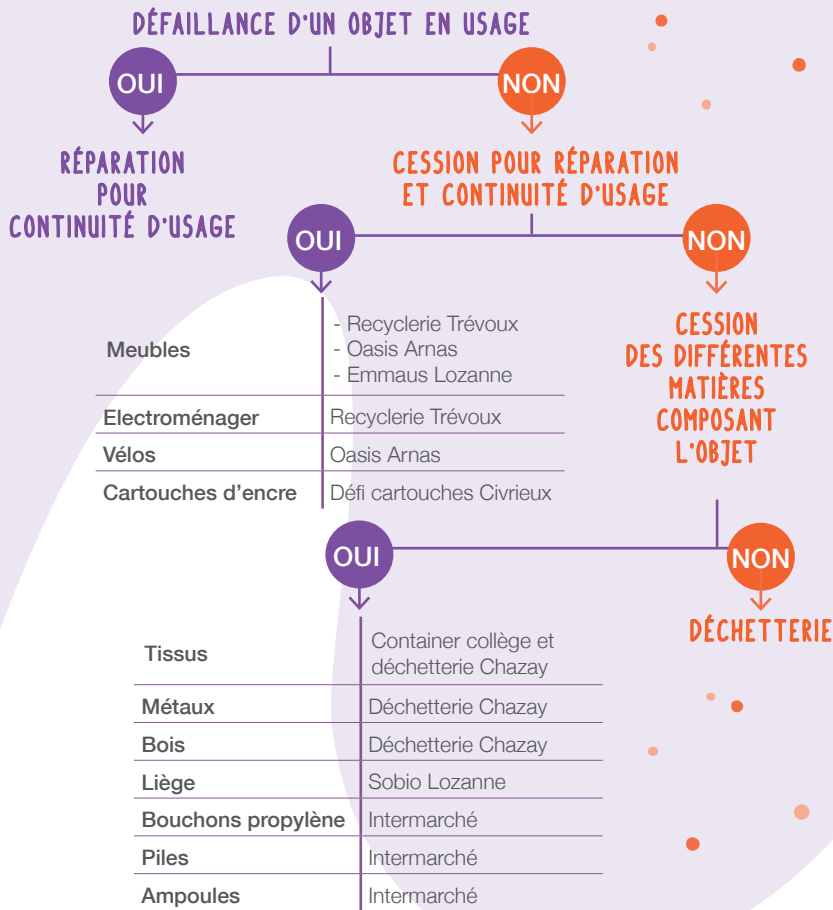 DÉFAILLANCE D'UN OBJET EN USAGE
OUI
NON
RÉPARATION
POUR
CONTINUITÉ D'USAGE
CESSION POUR RÉPARATION
ET CONTINUITÉ D'USAGE
OUI
NON
Meubles
- Recyclerie Trévoux
- Oasis Arnas
- Emmaus Lozanne
Electroménager Recyclerie Trévoux
Vélos Oasis Arnas
Cartouches d'encre Défi cartouches Civrieux
CESSION
DES DIFFÉRENTES
MATIÈRES
COMPOSANT
L'OBJET
OUI
NON
DÉCHETTERIE
Tissus
Container collège et
déchetterie Chazay
Métaux Déchetterie Chazay
Bois Déchetterie Chazay
Liège Sobio Lozanne
Bouchons propylène Intermarché
Piles Intermarché
Ampoules Intermarché